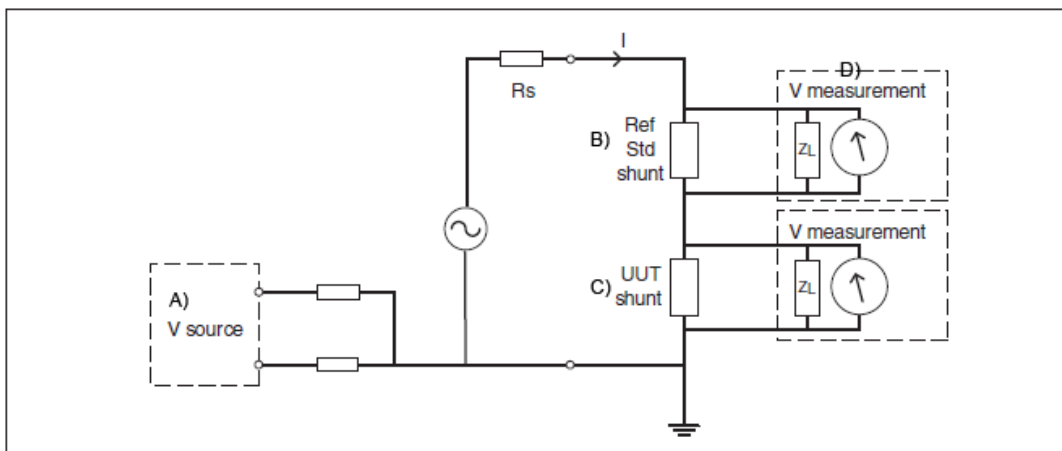 I
Rs
B)
Ref
Std
shunt
D)
V measurement
ZL
C)
UUT
shunt
V measurement
ZL
A)
V source